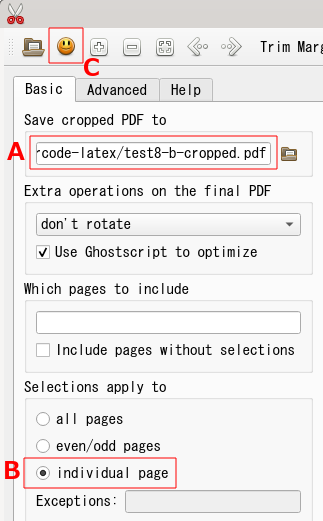 Trim Marg
C
Basic
Advanced
Help
Save cropped PDF to
A
rcode-latex/test8-b-cropped.pdf
Extra operations on the final PDF
don't rotate
Use Ghostscript to optimize
Which pages to include
Include pages without selections
Selections apply to
all pages
even/odd pages
B
individual page
Exceptions: